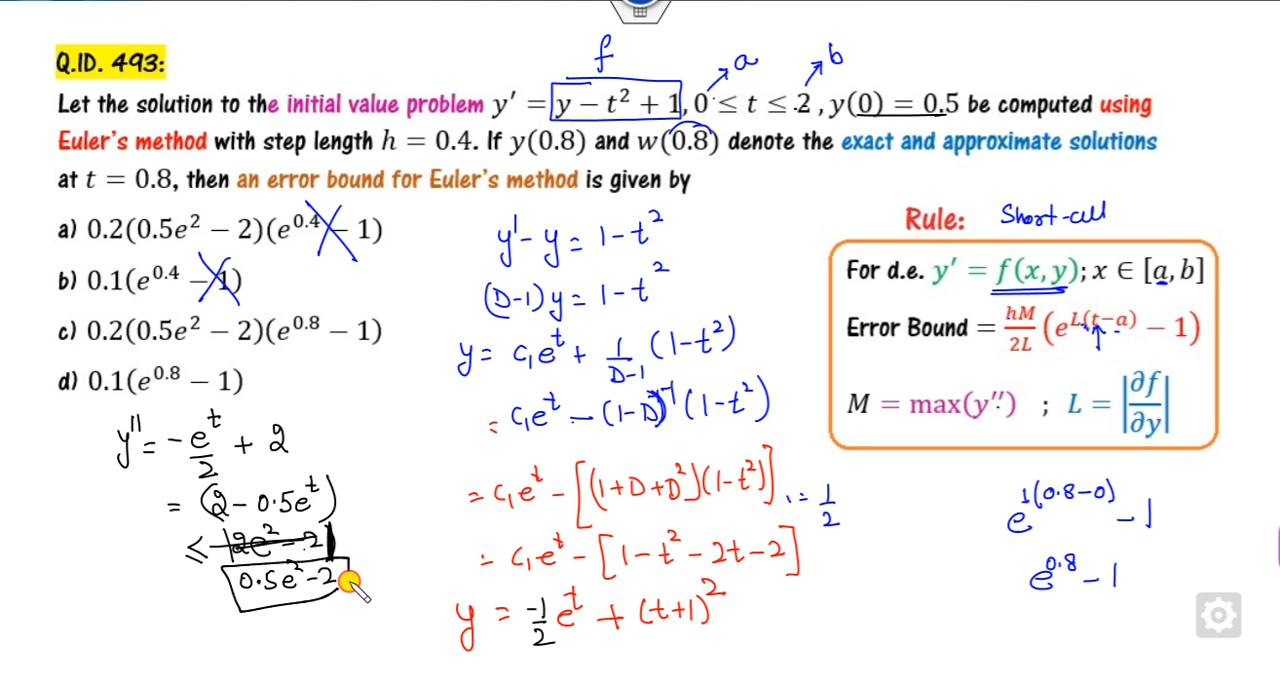 Q.ID. 493:
f
a
b
Let the solution to the initial value problem y′ = y − t² + 1, 0 ≤ t ≤ 2, y(0) = 0.5 be computed using
Euler's method with step length h = 0.4. If y(0.8) and w(0.8) denote the exact and approximate solutions
at t = 0.8, then an error bound for Euler's method is given by
a) 0.2(0.5e² − 2)(e^0.4 − 1)
b) 0.1(e^0.4 − 1)
c) 0.2(0.5e² − 2)(e^0.8 − 1)
d) 0.1(e^0.8 − 1)
y'' = -e^t/2 + 2
= (2 - 0.5e^t)
≤ |2e² - 2|
0.5e² - 2
y' - y = 1 - t²
(D-1)y = 1 - t²
y = c₁e^t + 1/(D-1) (1-t²)
= c₁e^t - (1-D)^-1 (1-t²)
= c₁e^t - [(1+D+D²)(1-t²)]
= c₁e^t - [1 - t² - 2t - 2]
y = -1/2 e^t + (t+1)²
1/2
Rule: Short-cut
For d.e. y′ = f(x, y); x ∈ [a, b]
Error Bound = hM/2L (e^L(t−a) − 1)
M = max(y′′) ; L = |∂f/∂y|
e^1(0.8-0) - 1
e^0.8 - 1